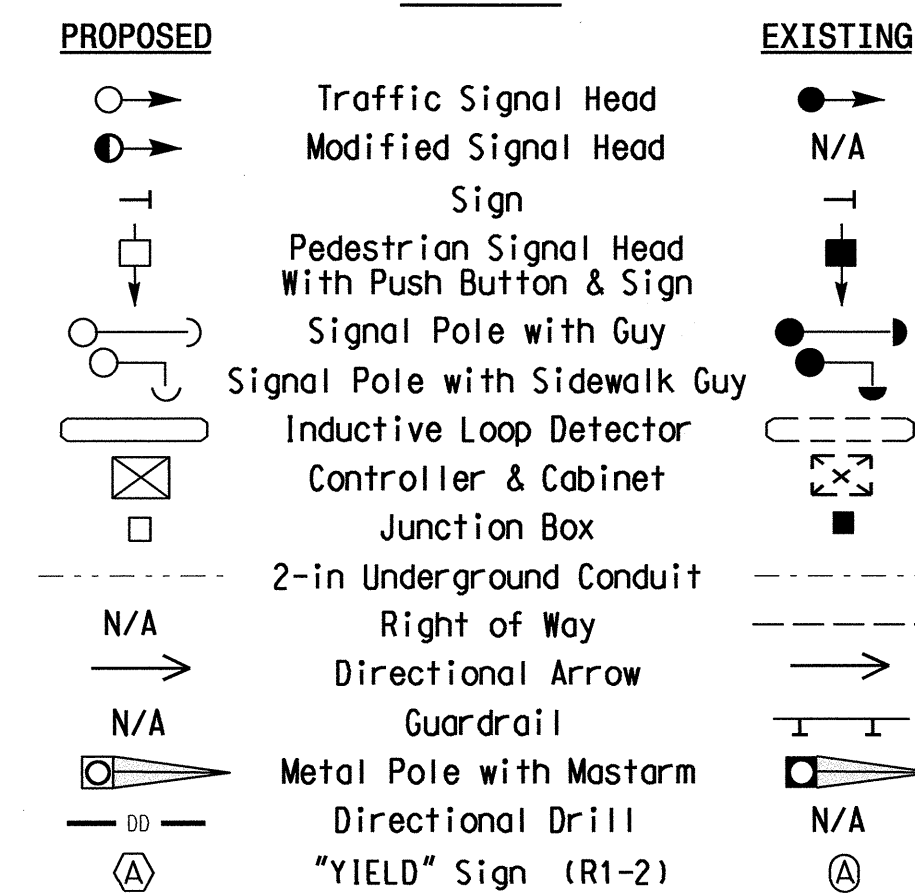 PROPOSED EXISTING
Traffic Signal Head
Modified Signal Head N/A
Sign
Pedestrian Signal Head
With Push Button & Sign
Signal Pole with Guy
Signal Pole with Sidewalk Guy
Inductive Loop Detector
Controller & Cabinet
Junction Box
2-in Underground Conduit
N/A Right of Way
Directional Arrow
N/A Guardrail
Metal Pole with Mastarm
DD Directional Drill N/A
A "YIELD" Sign (R1-2) A